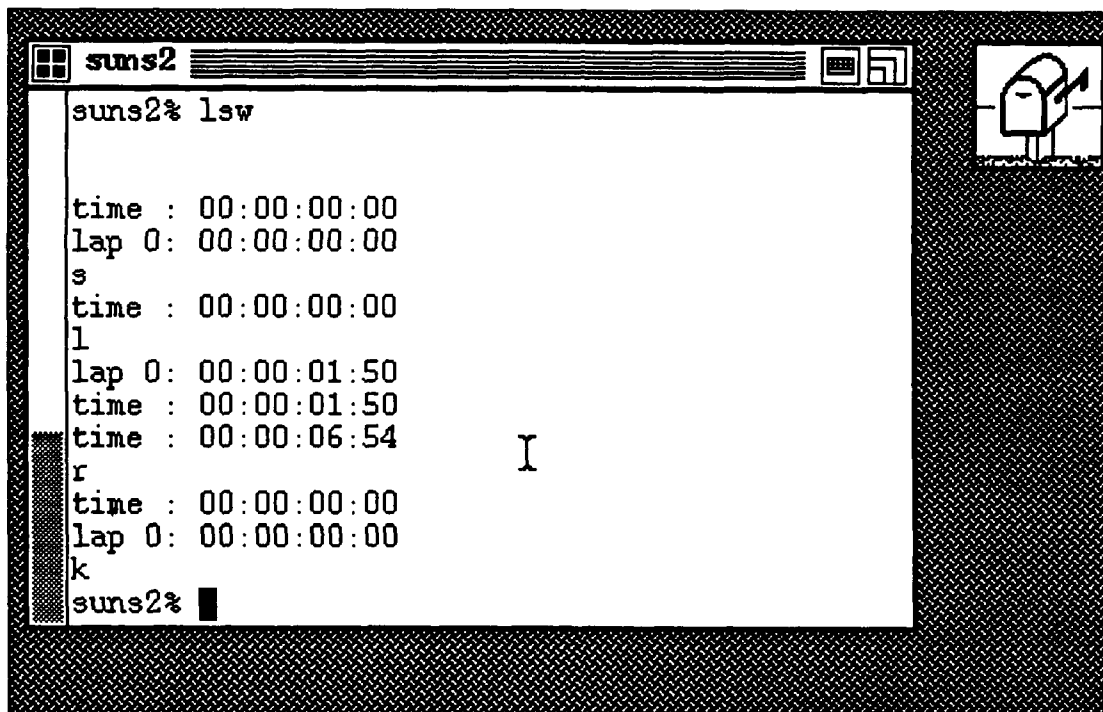 suns2
suns2% lsw
time : 00:00:00:00
lap 0: 00:00:00:00
s
time : 00:00:00:00
l
lap 0: 00:00:01:50
time : 00:00:01:50
time : 00:00:06:54
r
time : 00:00:00:00
lap 0: 00:00:00:00
k
suns2%